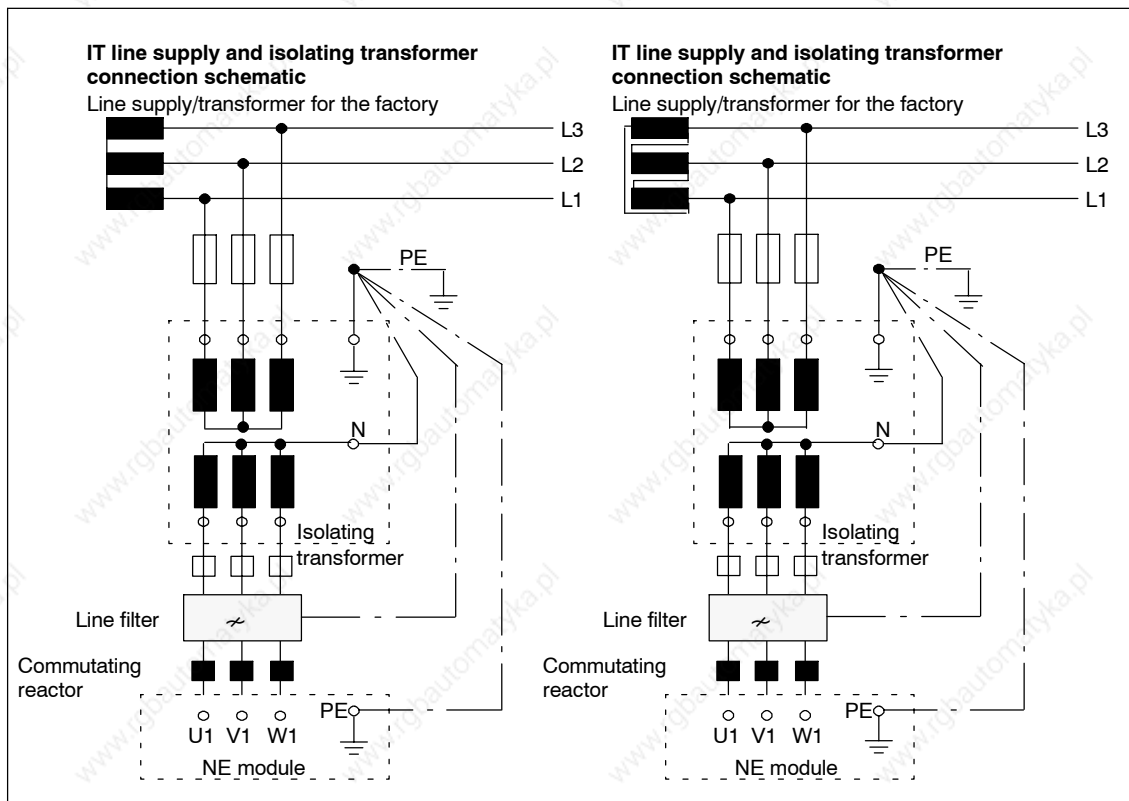 IT line supply and isolating transformer
connection schematic
Line supply/transformer for the factory
L3
L2
L1
PE
N
Isolating
transformer
Line filter
Commutating
reactor
PE
U1 V1 W1
NE module
IT line supply and isolating transformer
connection schematic
Line supply/transformer for the factory
L3
L2
L1
PE
N
Isolating
transformer
Line filter
Commutating
reactor
PE
U1 V1 W1
NE module
www.rgbautomatyka.pl